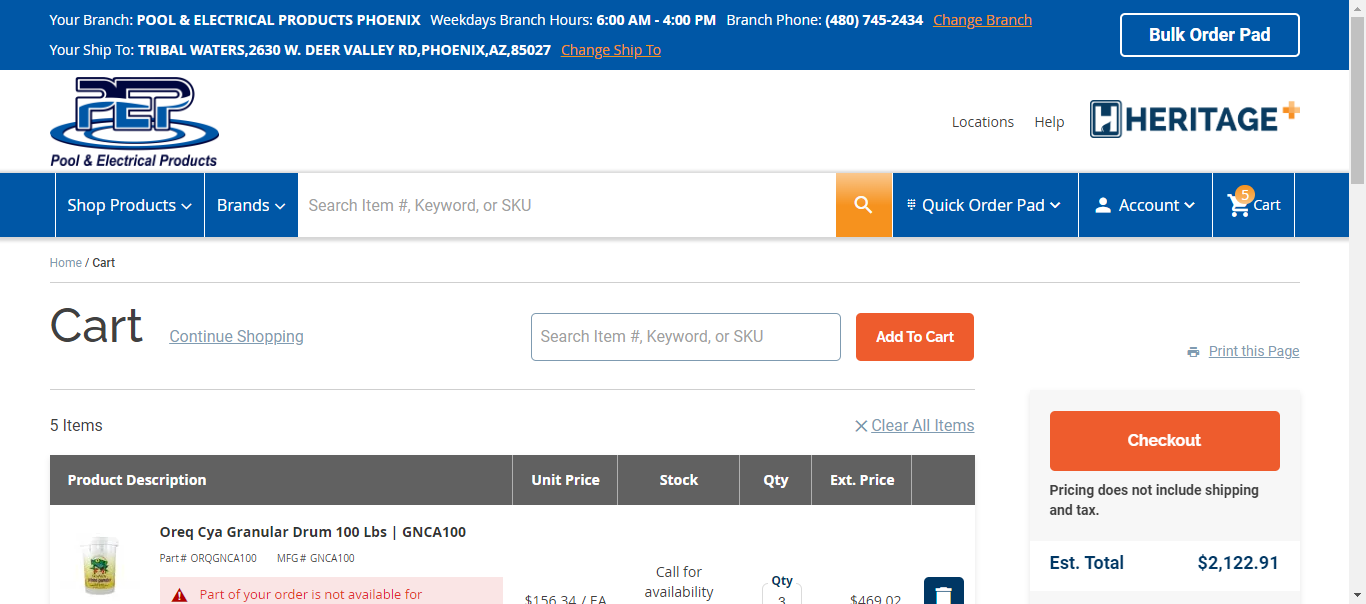 Your Branch: POOL & ELECTRICAL PRODUCTS PHOENIX Weekdays Branch Hours: 6:00 AM - 4:00 PM Branch Phone: (480) 745-2434 Change Branch
Your Ship To: TRIBAL WATERS,2630 W. DEER VALLEY RD,PHOENIX,AZ,85027 Change Ship To
Bulk Order Pad
PEP
Pool & Electrical Products
Locations Help HERITAGE+
Shop Products Brands Search Item #, Keyword, or SKU Quick Order Pad Account 5 Cart
Home / Cart
Cart Continue Shopping Search Item #, Keyword, or SKU Add To Cart
Print this Page
5 Items Clear All Items
Checkout
Pricing does not include shipping
and tax.
Est. Total $2,122.91
Product Description Unit Price Stock Qty Ext. Price
Oreq Cya Granular Drum 100 Lbs | GNCA100
Part# ORQGNCA100 MFG# GNCA100
Part of your order is not available for
$156.34 / EA
Call for
availability
Qty
3
$469.02